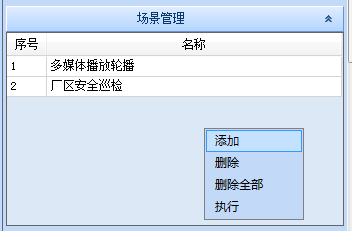 场景管理
序号 名称
1 多媒体播放轮播
2 厂区安全巡检
添加
删除
删除全部
执行